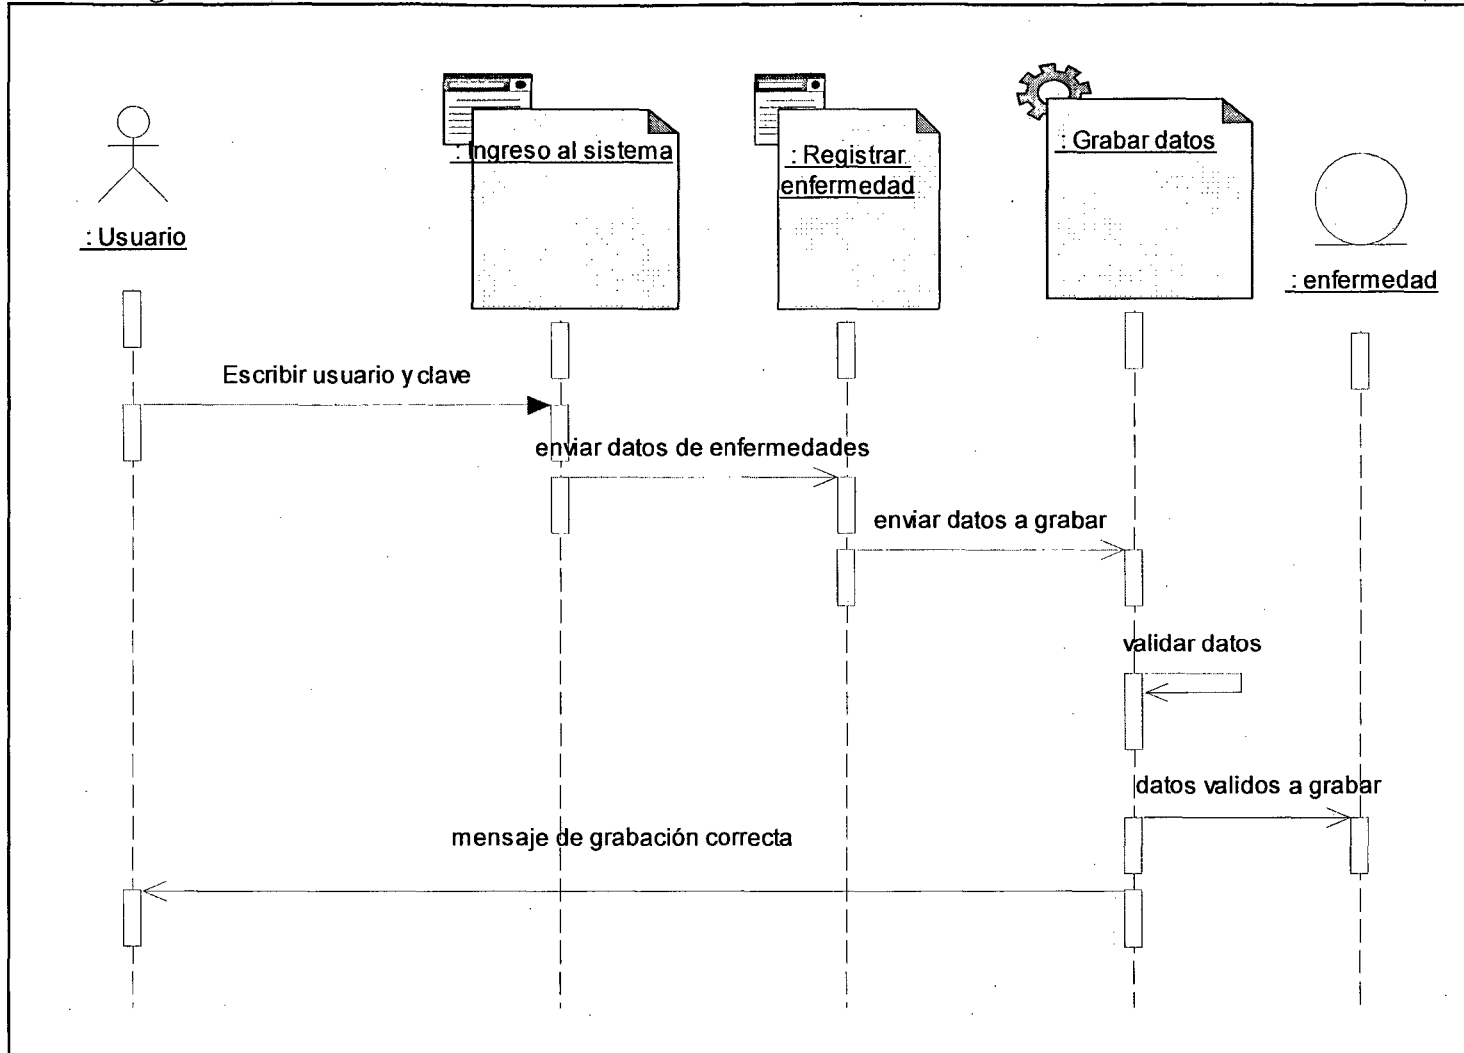 : Ingreso al sistema
: Registrar
enfermedad
: Grabar datos
: Usuario
: enfermedad
Escribir usuario y clave
enviar datos de enfermedades
enviar datos a grabar
validar datos
datos validos a grabar
mensaje de grabación correcta